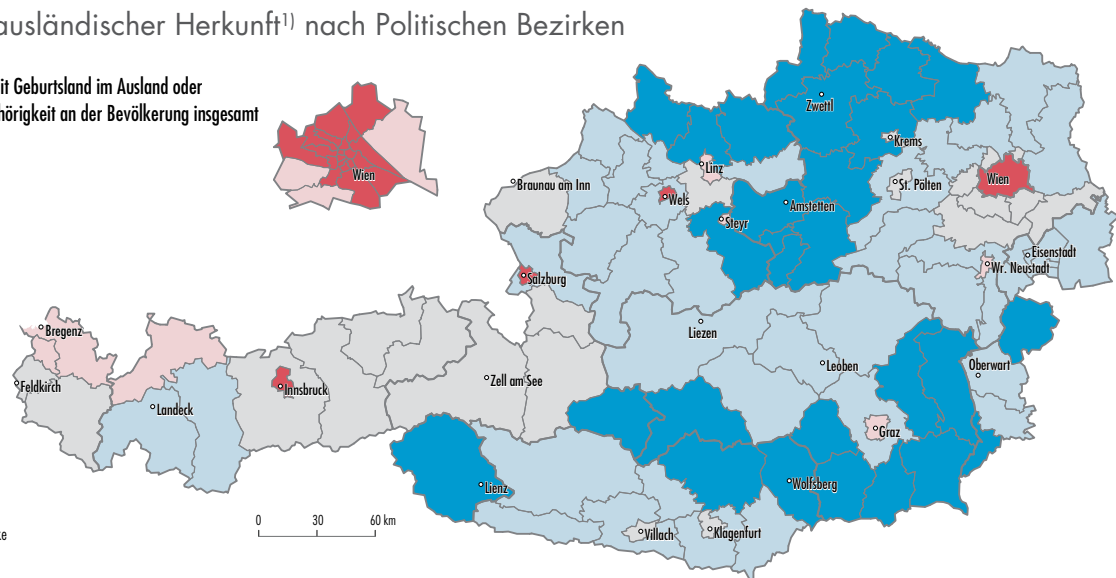 ausländischer Herkunft¹⁾ nach Politischen Bezirken
it Geburtsland im Ausland oder
hörigkeit an der Bevölkerung insgesamt
Wien
Zwettl
Krems
Linz
Braunau am Inn
St. Pölten
Wien
Wels
Amstetten
Steyr
Eisenstadt
Wr. Neustadt
Salzburg
Bregenz
Liezen
Leoben
Oberwart
Feldkirch
Innsbruck
Zell am See
Landeck
Graz
Lienz
Wolfsberg
0 30 60 km
Villach
Klagenfurt
ke